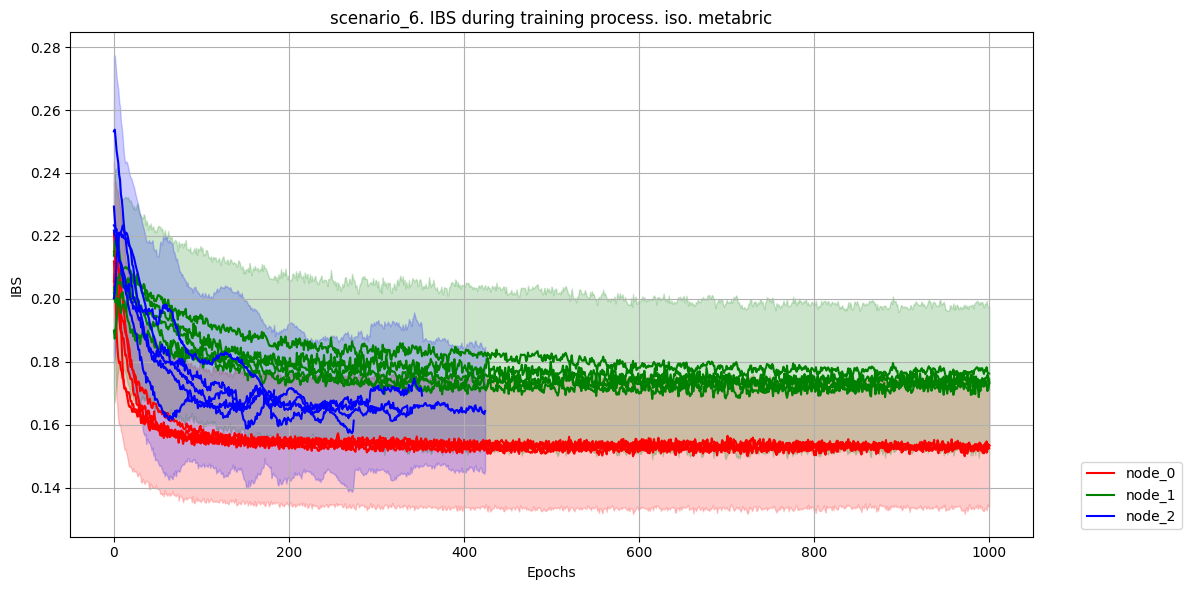 scenario_6. IBS during training process. iso. metabric
0.28
0.26
0.24
0.22
0.20
0.18
0.16
0.14
IBS
0
200
400
600
800
1000
Epochs
node_0
node_1
node_2